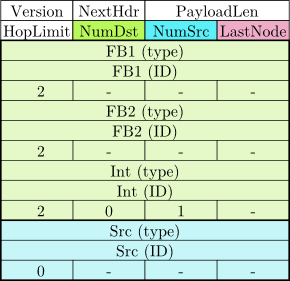 Version NextHdr PayloadLen
HopLimit NumDst NumSrc LastNode
FB1 (type)
FB1 (ID)
2 - - -
FB2 (type)
FB2 (ID)
2 - - -
Int (type)
Int (ID)
2 0 1 -
Src (type)
Src (ID)
0 - - -